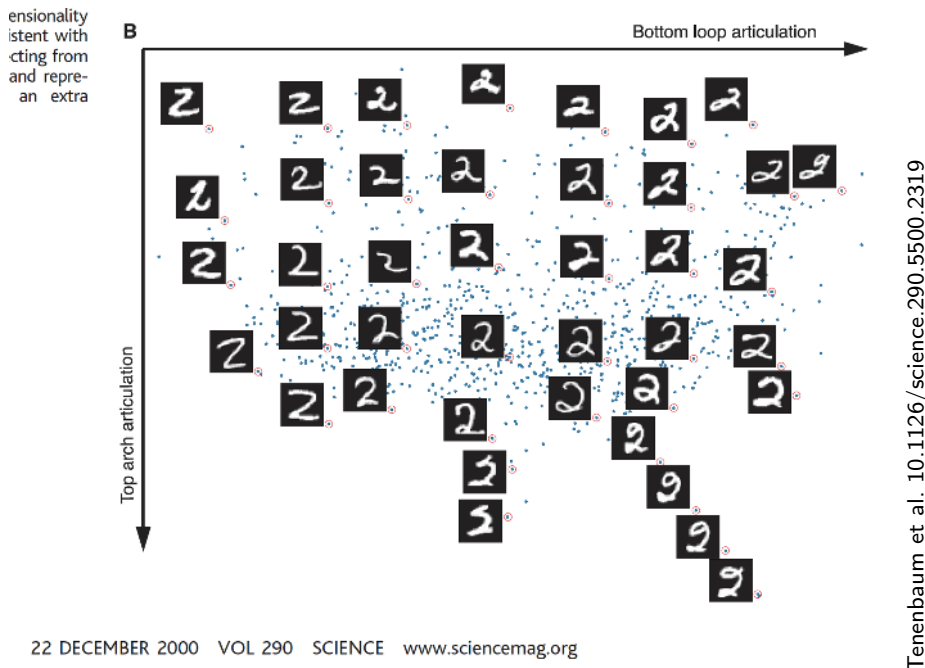 ensionality
istent with
cting from
and repre-
an extra
B
Bottom loop articulation
Top arch articulation
22 DECEMBER 2000 VOL 290 SCIENCE www.sciencemag.org
Tenenbaum et al. 10.1126/science.290.5500.2319